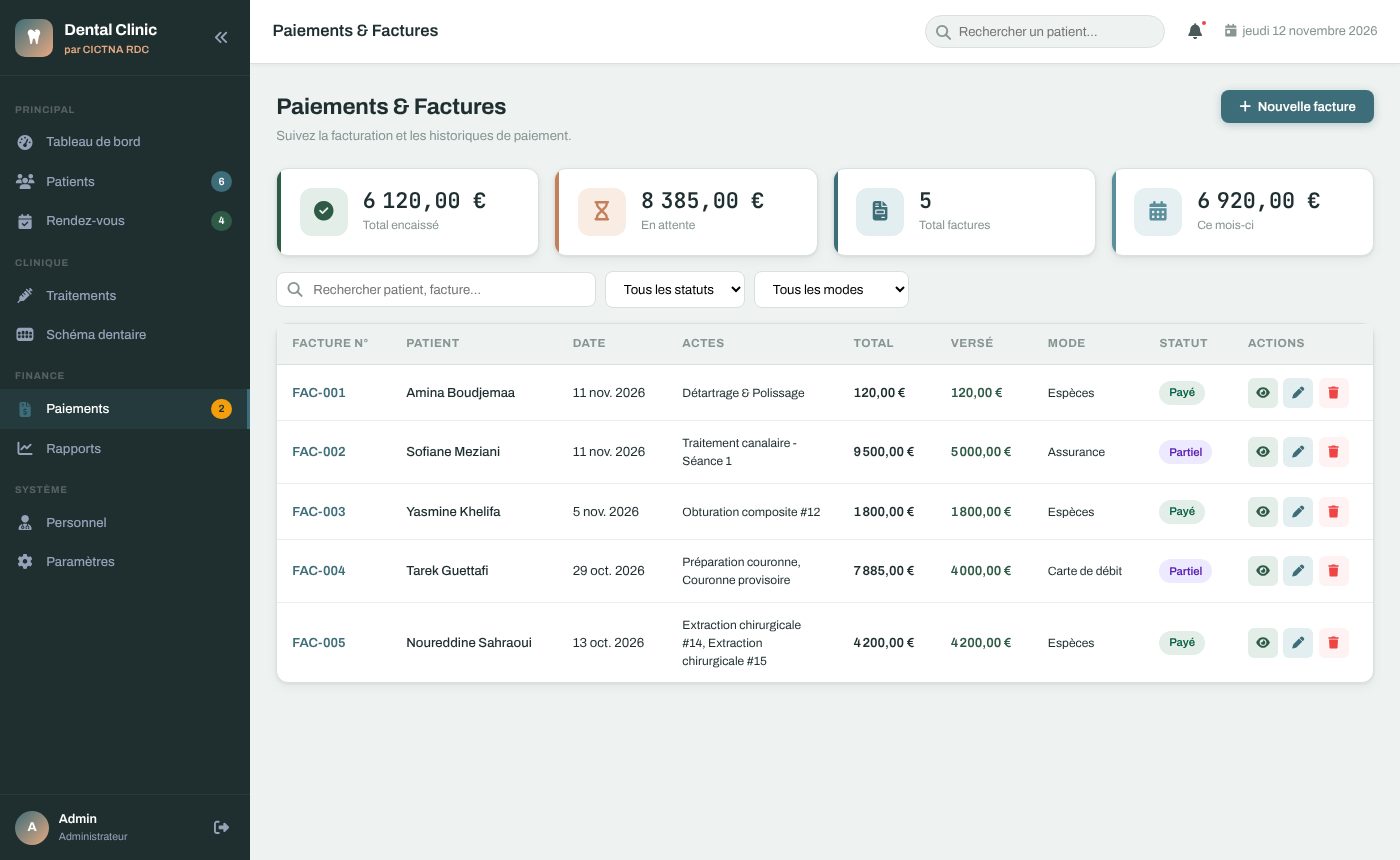 Dental Clinic
par CICTNA RDC
PRINCIPAL
Tableau de bord
Patients 6
Rendez-vous 4
CLINIQUE
Traitements
Schéma dentaire
FINANCE
Paiements 2
Rapports
SYSTÈME
Personnel
Paramètres
A
Admin
Administrateur
Paiements & Factures
Rechercher un patient...
jeudi 12 novembre 2026
Paiements & Factures
Suivez la facturation et les historiques de paiement.
+ Nouvelle facture
6 120,00 €
Total encaissé
8 385,00 €
En attente
5
Total factures
6 920,00 €
Ce mois-ci
Rechercher patient, facture...
Tous les statuts
Tous les modes
FACTURE N° PATIENT DATE ACTES TOTAL VERSÉ MODE STATUT ACTIONS
FAC-001 Amina Boudjemaa 11 nov. 2026 Détartrage & Polissage 120,00 € 120,00 € Espèces Payé
FAC-002 Sofiane Meziani 11 nov. 2026 Traitement canalaire - 9 500,00 € 5 000,00 € Assurance Partiel
Séance 1
FAC-003 Yasmine Khelifa 5 nov. 2026 Obturation composite #12 1 800,00 € 1 800,00 € Espèces Payé
FAC-004 Tarek Guettafi 29 oct. 2026 Préparation couronne, 7 885,00 € 4 000,00 € Carte de débit Partiel
Couronne provisoire
FAC-005 Noureddine Sahraoui 13 oct. 2026 Extraction chirurgicale 4 200,00 € 4 200,00 € Espèces Payé
#14, Extraction
chirurgicale #15